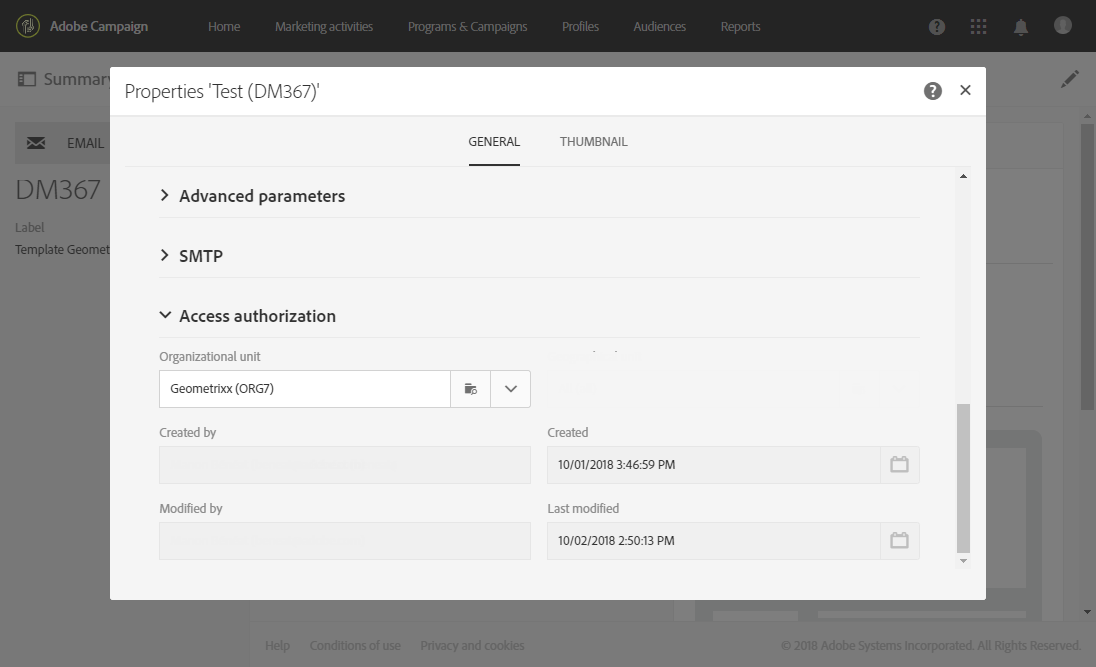 Adobe Campaign
Home
Marketing activities
Programs & Campaigns
Profiles
Audiences
Reports
Summary
Properties 'Test (DM367)'
EMAIL
DM367
Label
Template Geomet
GENERAL
THUMBNAIL
Advanced parameters
SMTP
Access authorization
Organizational unit
Geometrixx (ORG7)
Created by
Created
10/01/2018 3:46:59 PM
Modified by
Last modified
10/02/2018 2:50:13 PM
Help
Conditions of use
Privacy and cookies
© 2018 Adobe Systems Incorporated. All Rights Reserved.